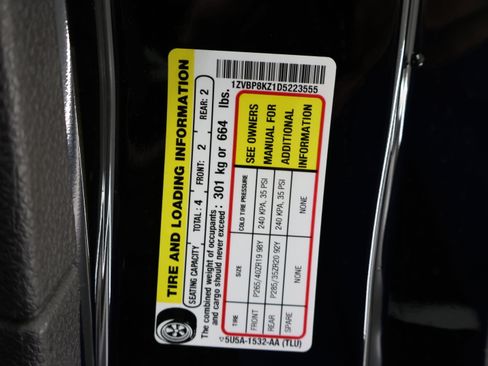 TIRE AND LOADING INFORMATION
SEATING CAPACITY TOTAL: 4 FRONT: 2 REAR: 2
The combined weight of occupants and cargo should never exceed : 301 kg or 664 lbs.
TIRE SIZE COLD TIRE PRESSURE
FRONT P265/40ZR19 98Y 240 KPA, 35 PSI
REAR P285/35ZR20 92Y 240 KPA, 35 PSI
SPARE NONE NONE
SEE OWNERS
MANUAL FOR
ADDITIONAL
INFORMATION
1ZVBP8KZ1D5223555
5U5A-1532-AA (TLU)